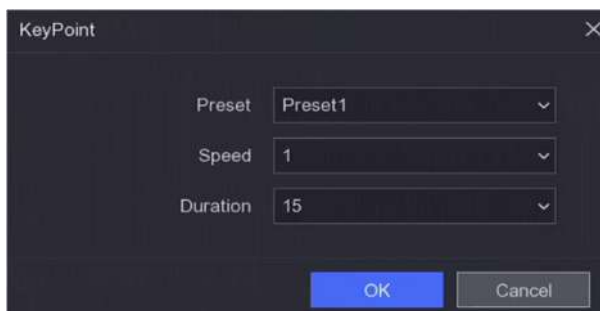 KeyPoint
Preset Preset1
Speed 1
Duration 15
OK Cancel